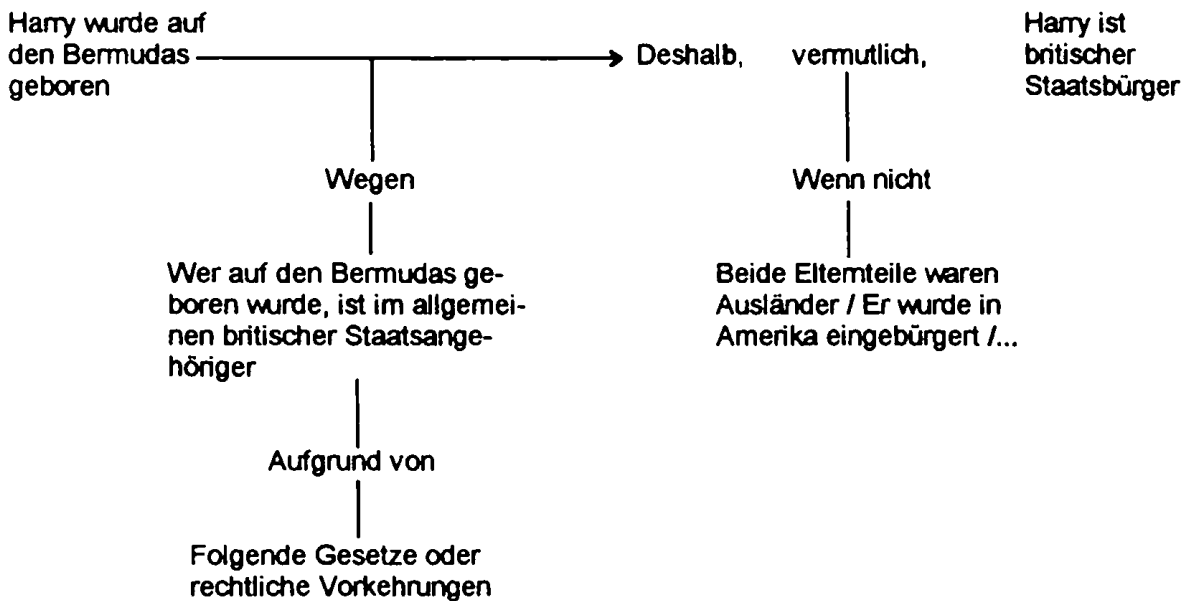 Harry wurde auf
den Bermudas
geboren
Deshalb, vermutlich,
Harry ist
britischer
Staatsbürger
Wegen
Wenn nicht
Wer auf den Bermudas ge-
boren wurde, ist im allgemei-
nen britischer Staatsange-
höriger
Beide Elternteile waren
Ausländer / Er wurde in
Amerika eingebürgert /...
Aufgrund von
Folgende Gesetze oder
rechtliche Vorkehrungen